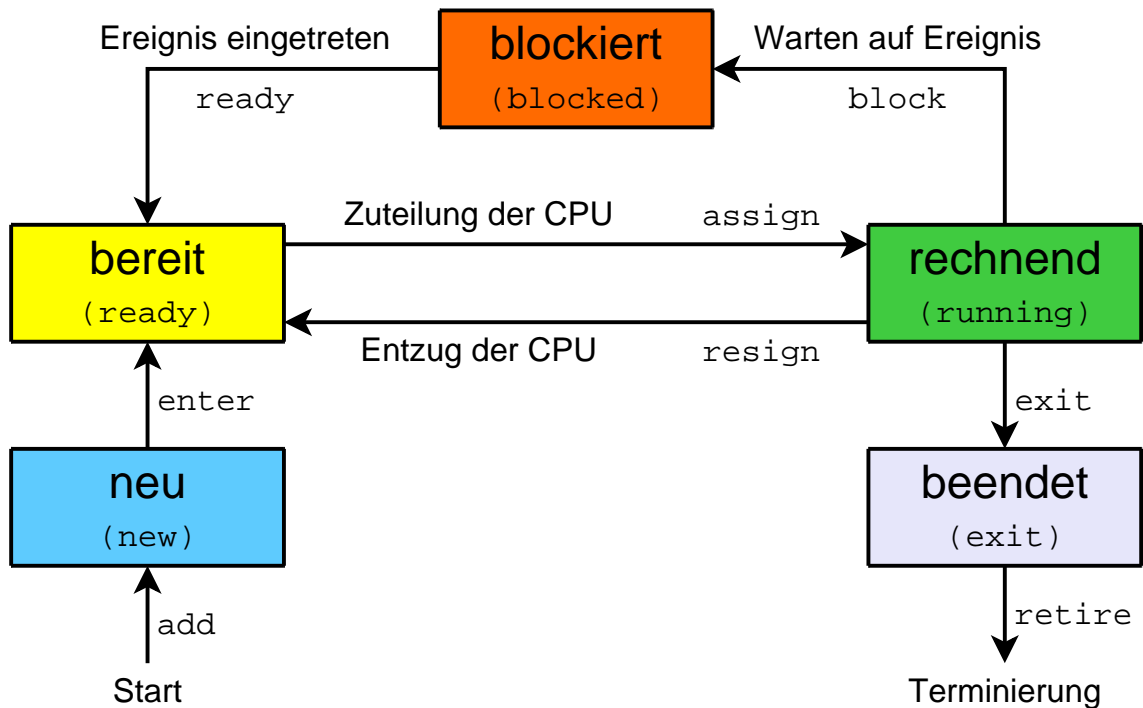 Ereignis eingetreten
blockiert
Warten auf Ereignis
ready
(blocked)
block
Zuteilung der CPU
assign
bereit
rechnend
(ready)
(running)
Entzug der CPU
resign
enter
exit
neu
beendet
(new)
(exit)
add
retire
Start
Terminierung